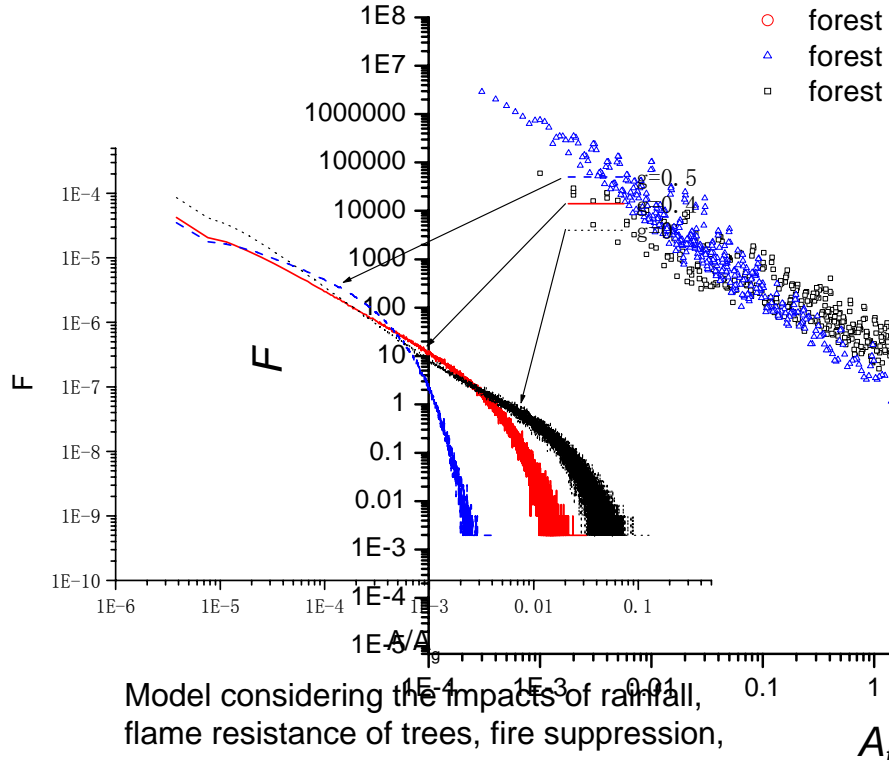 1E8
1E7
1000000
100000
10000
1000
100
10
1
0.1
0.01
1E-3
1E-4
1E-5
F
forest
forest
forest
g=0.5
1E-4
1E-5
1E-6
1E-7
1E-8
1E-9
1E-10
F
1E-6
1E-5
1E-4
1E-3
0.01
0.1
A/Ag
1E-4
1E-3
0.01
0.1
1
Model considering the impacts of rainfall,
flame resistance of trees, fire suppression,